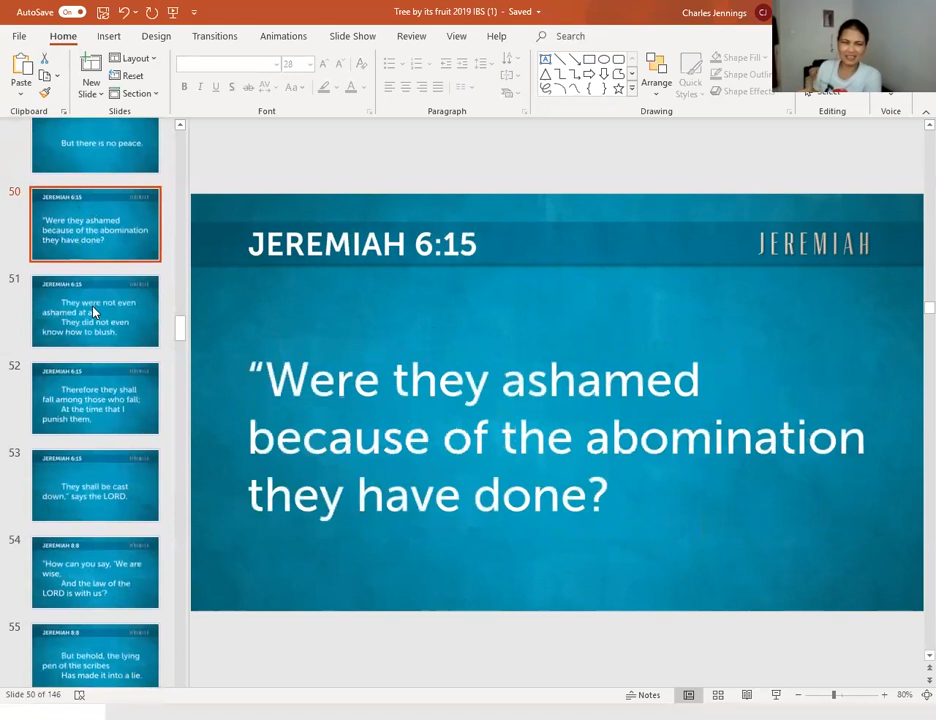 AutoSave On
Tree by its fruit 2019 IBS (1) - Saved
Charles Jennings CJ
File Home Insert Design Transitions Animations Slide Show Review View Help Search
Paste
New
Slide
Layout
Reset
Section
28
B I U S ab AV Aa A
Arrange
Quick
Styles
Shape Fill
Shape Outli
Shape Effects
Clipboard Slides Font Paragraph Drawing Editing Voice
But there is no peace.
50
JEREMIAH 6:15
"Were they ashamed
because of the abomination
they have done?
51
JEREMIAH 6:15
They were not even
ashamed at a
They did not even
know how to blush.
52
JEREMIAH 6:15
Therefore they shall
fall among those who fall;
At the time that I
punish them.
53
JEREMIAH 6:15
They shall be cast
down," says the LORD.
54
JEREMIAH 8:8
"How can you say, 'We are
wise,
And the law of the
LORD is with us'?
55
JEREMIAH 8:8
But behold, the lying
pen of the scribes
Has made it into a lie.
JEREMIAH 6:15 JEREMIAH
“Were they ashamed
because of the abomination
they have done?
Slide 50 of 146
Notes
80%